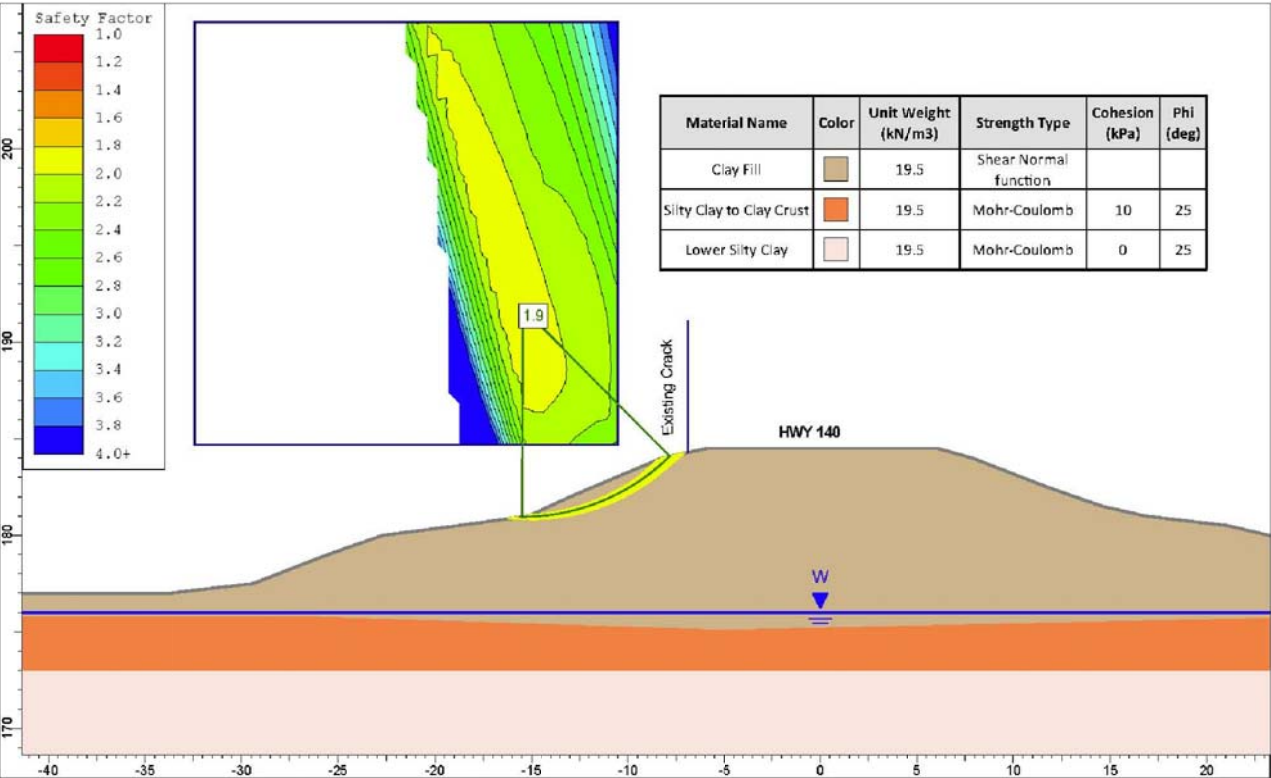 Safety Factor
1.0
1.2
1.4
1.6
1.8
2.0
2.2
2.4
2.6
3.0
3.2
3.4
3.6
3.8
4.0+
Material Name Color Unit Weight (kN/m3) Strength Type Cohesion (kPa) Phi (deg)
Clay Fill 19.5 Shear Normal function
Silty Clay to Clay Crust 19.5 Mohr-Coulomb 10 25
Lower Silty Clay 19.5 Mohr-Coulomb 0 25
1.9
Existing Crack
HWY 140
W
200
190
180
170
-40 -35 -30 -25 -20 -15 -10 -5 0 5 10 15 20